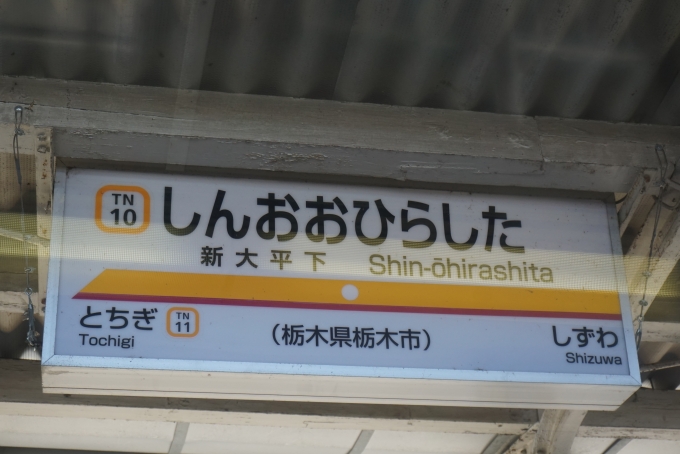 TN
10
しんおおひらした
新大平下 Shin-ōhirashita
とちぎ TN
11
Tochigi
(栃木県栃木市)
しずわ
Shizuwa